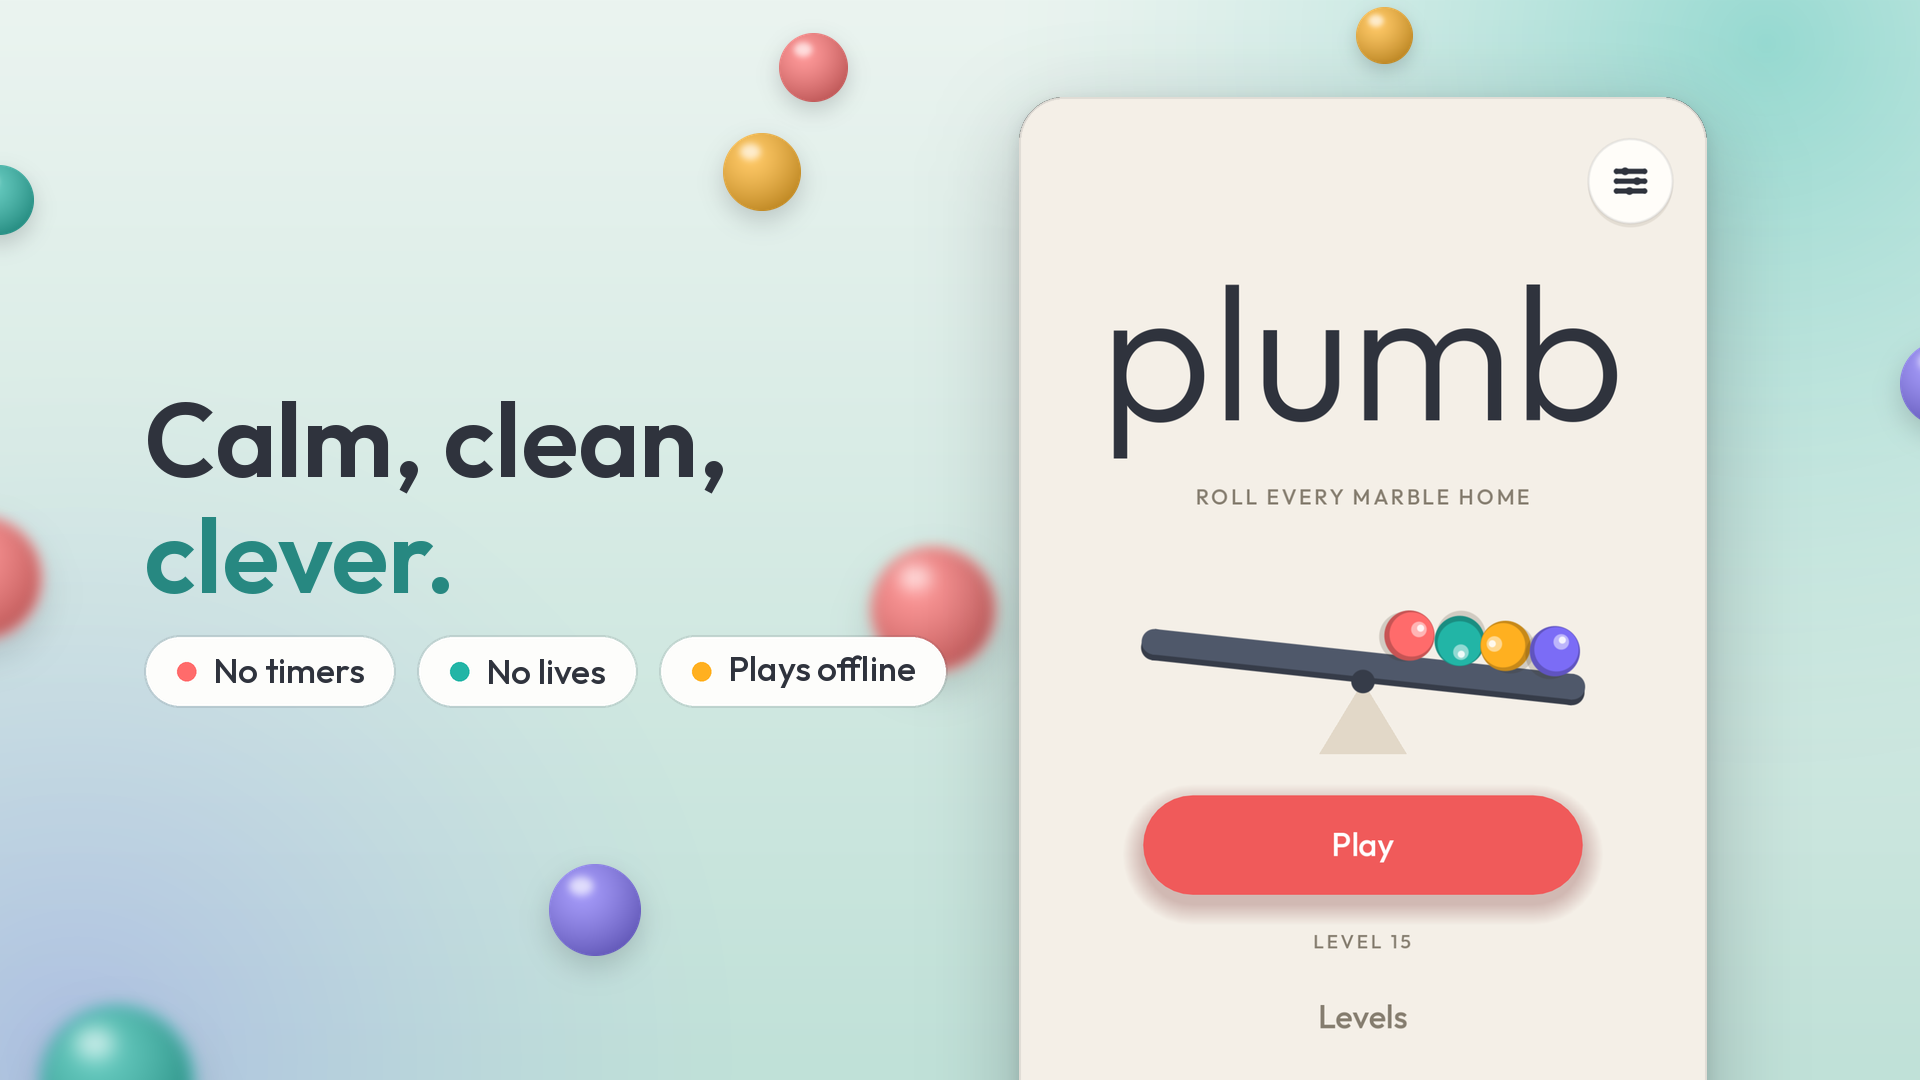 Calm, clean,
clever.
No timers
No lives
Plays offline
plumb
ROLL EVERY MARBLE HOME
Play
LEVEL 15
Levels